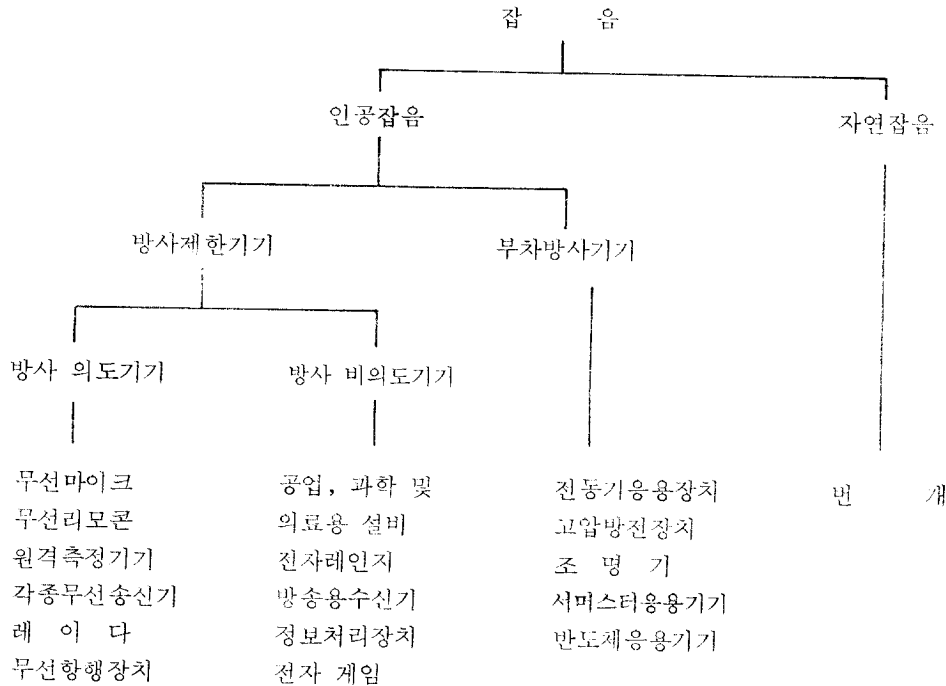 잡 음
인공잡음
자연잡음
방사제한기기
부차방사기기
방사 의도기기
방사 비의도기기
무선마이크
무선리모콘
원격측정기기
각종무선송신기
레 이 다
무선항행장치
공업, 과학 및
의료용 설비
전자레인지
방송용수신기
정보처리장치
전자 게임
전동기응용장치
고압방전장치
조 명 기
서머스터응용기기
반도체응용기기
번 개